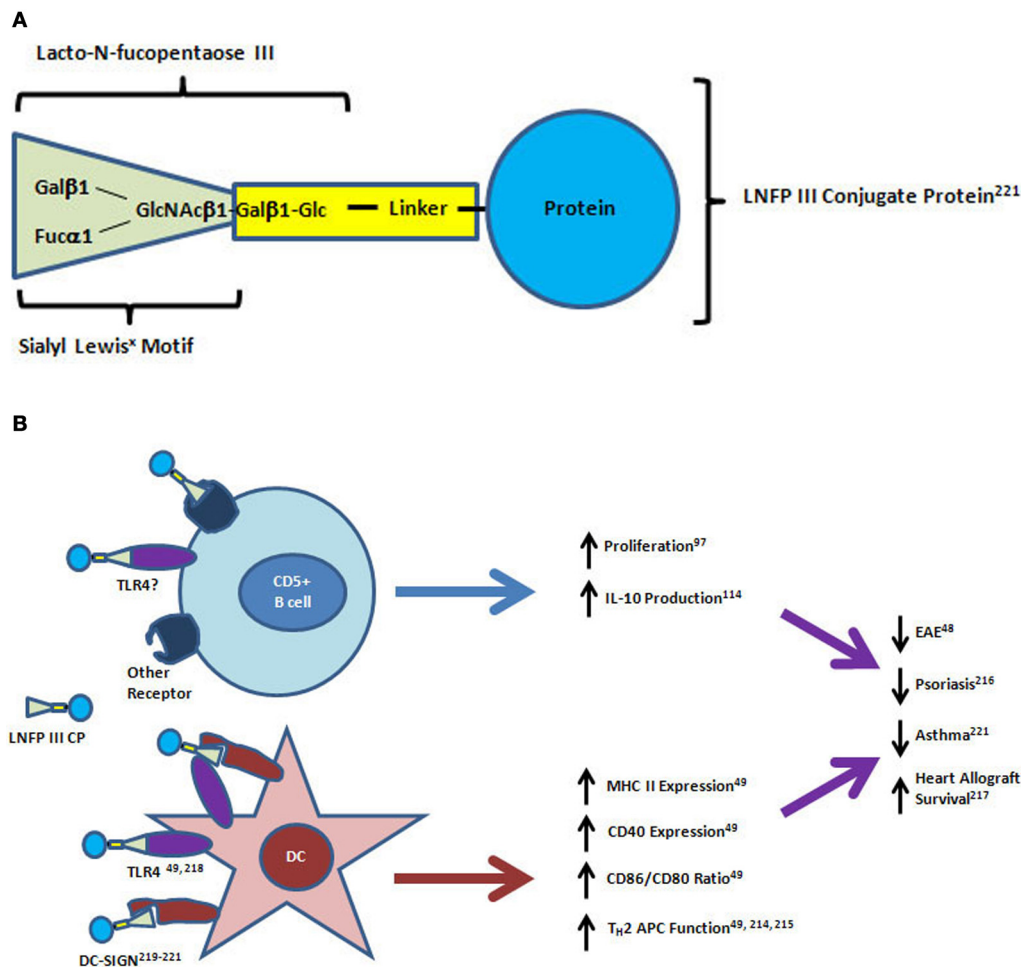 A
Lacto-N-fucopentaose III
Galβ1
GlcNAcβ1-Galβ1-Glc
Linker
Fucα1
Protein
LNFP III Conjugate Protein²²¹
Sialyl Lewisˣ Motif
B
TLR4?
CD5+
B cell
Other
Receptor
LNFP III CP
Proliferation⁹⁷
IL-10 Production¹¹⁴
EAE⁴⁸
Psoriasis²¹⁶
Asthma²²¹
Heart Allograft
Survival²¹⁷
DC
TLR4 ⁴⁹,²¹⁸
DC-SIGN²¹⁹⁻²²¹
MHC II Expression⁴⁹
CD40 Expression⁴⁹
CD86/CD80 Ratio⁴⁹
T_H2 APC Function⁴⁹,²¹⁴,²¹⁵